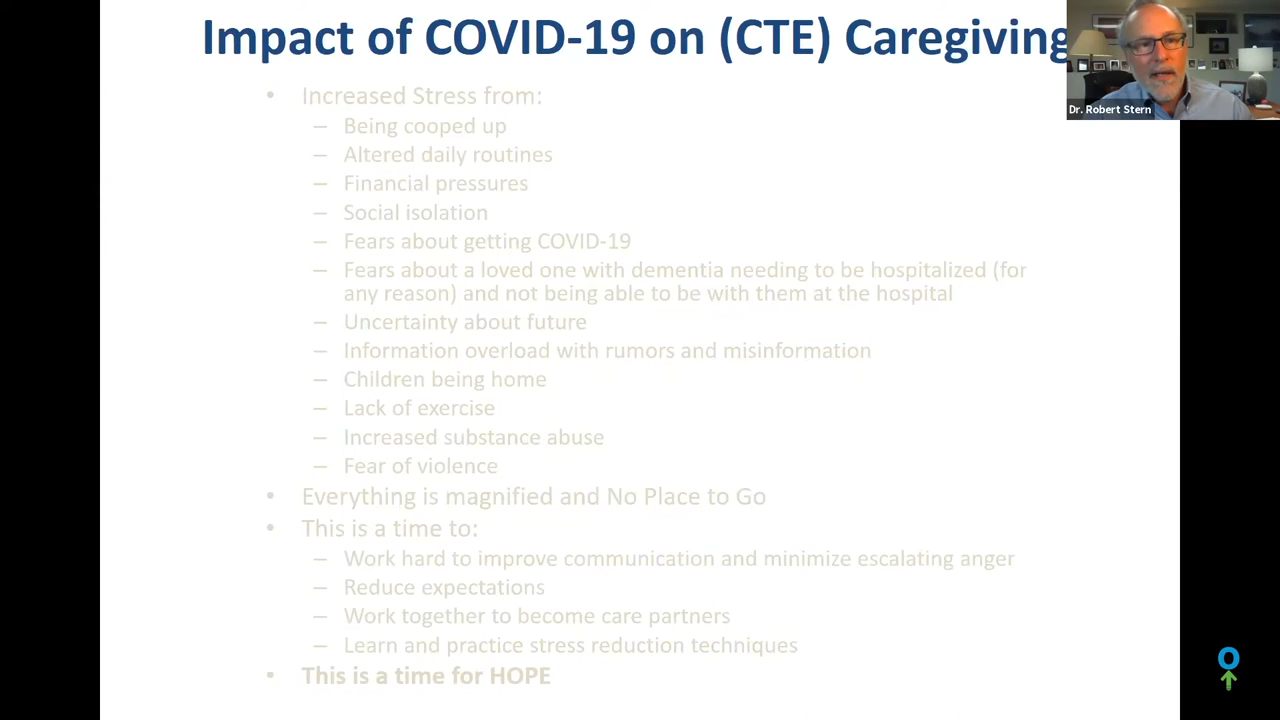 Impact of COVID-19 on (CTE) Caregiving
Dr. Robert Stern
• Increased Stress from:
– Being cooped up
– Altered daily routines
– Financial pressures
– Social isolation
– Fears about getting COVID-19
– Fears about a loved one with dementia needing to be hospitalized (for
any reason) and not being able to be with them at the hospital
– Uncertainty about future
– Information overload with rumors and misinformation
– Children being home
– Lack of exercise
– Increased substance abuse
– Fear of violence
• Everything is magnified and No Place to Go
• This is a time to:
– Work hard to improve communication and minimize escalating anger
– Reduce expectations
– Work together to become care partners
– Learn and practice stress reduction techniques
• This is a time for HOPE